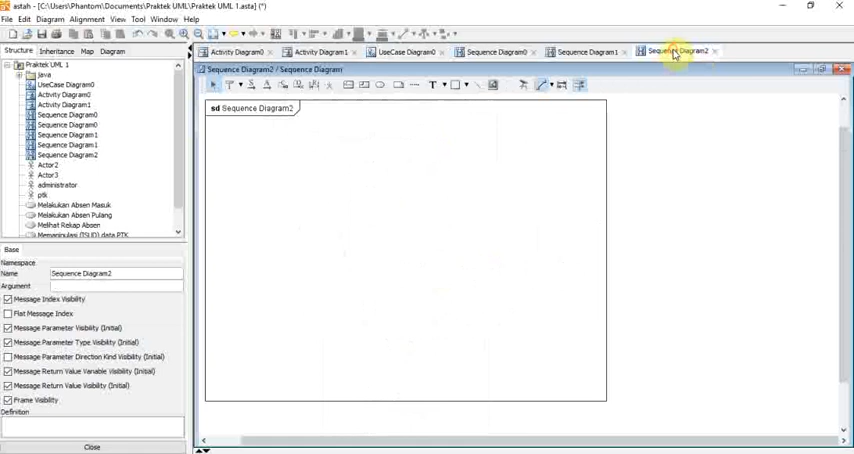 astah - [C:\Users\Phantom\Documents\Praktek UML\Praktek UML 1.asta] (*)
File Edit Diagram Alignment View Tool Window Help
Structure Inheritance Map Diagram
Activity Diagram0 Activity Diagram1 UseCase Diagram0 Sequence Diagram0 Sequence Diagram1 Sequence Diagram2
Praktek UML 1
java
UseCase Diagram0
Activity Diagram0
Activity Diagram1
Sequence Diagram0
Sequence Diagram0
Sequence Diagram1
Sequence Diagram1
Sequence Diagram2
Actor2
Actor3
administrator
ptk
Melakukan Absen Masuk
Melakukan Absen Pulang
Melihat Rekap Absen
Memanipulasi (ISUD) data PTK
Sequence Diagram2 / Sequence Diagram
T
sd Sequence Diagram2
Base
Namespace
Name Sequence Diagram2
Argument
Message Index Visibility
Flat Message Index
Message Parameter Visibility (Initial)
Message Parameter Type Visibility (Initial)
Message Parameter Direction Kind Visibility (Initial)
Message Return Value Variable Visibility (Initial)
Message Return Value Visibility (Initial)
Frame Visibility
Definition
Close